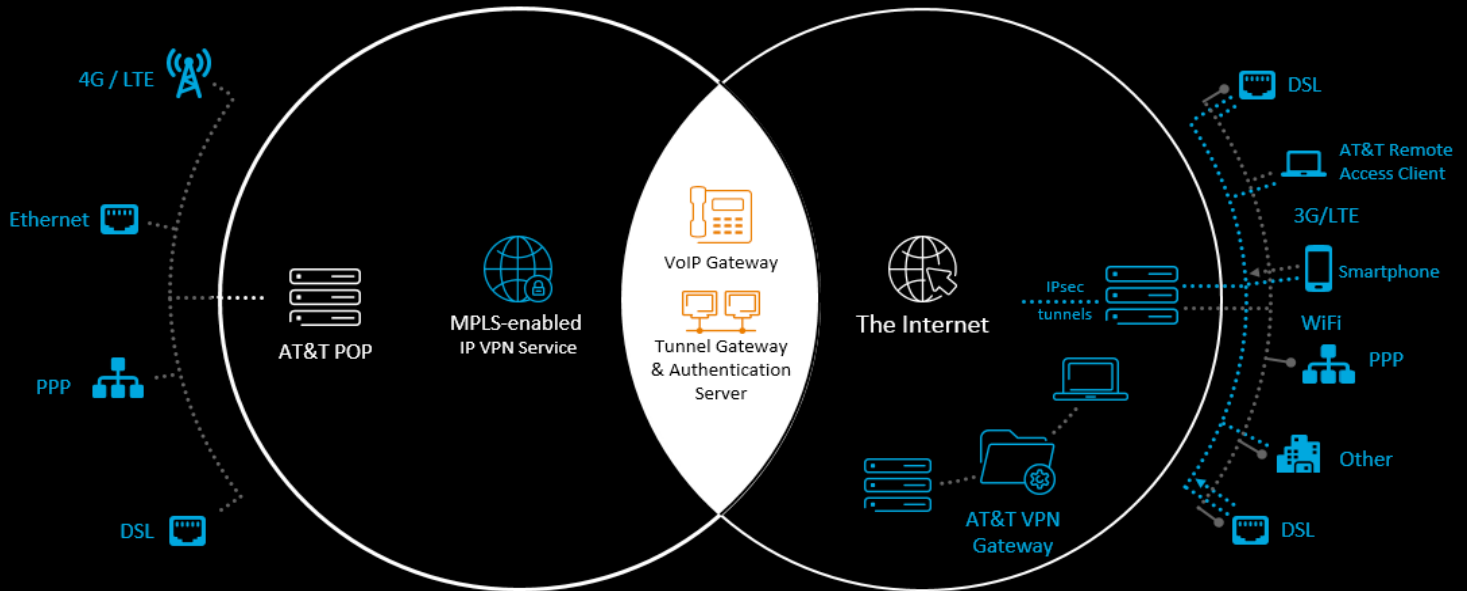 4G / LTE
Ethernet
PPP
DSL
AT&T POP
MPLS-enabled
IP VPN Service
VoIP Gateway
Tunnel Gateway
& Authentication
Server
The Internet
IPsec
tunnels
AT&T VPN
Gateway
DSL
AT&T Remote
Access Client
3G/LTE
Smartphone
WiFi
PPP
Other
DSL